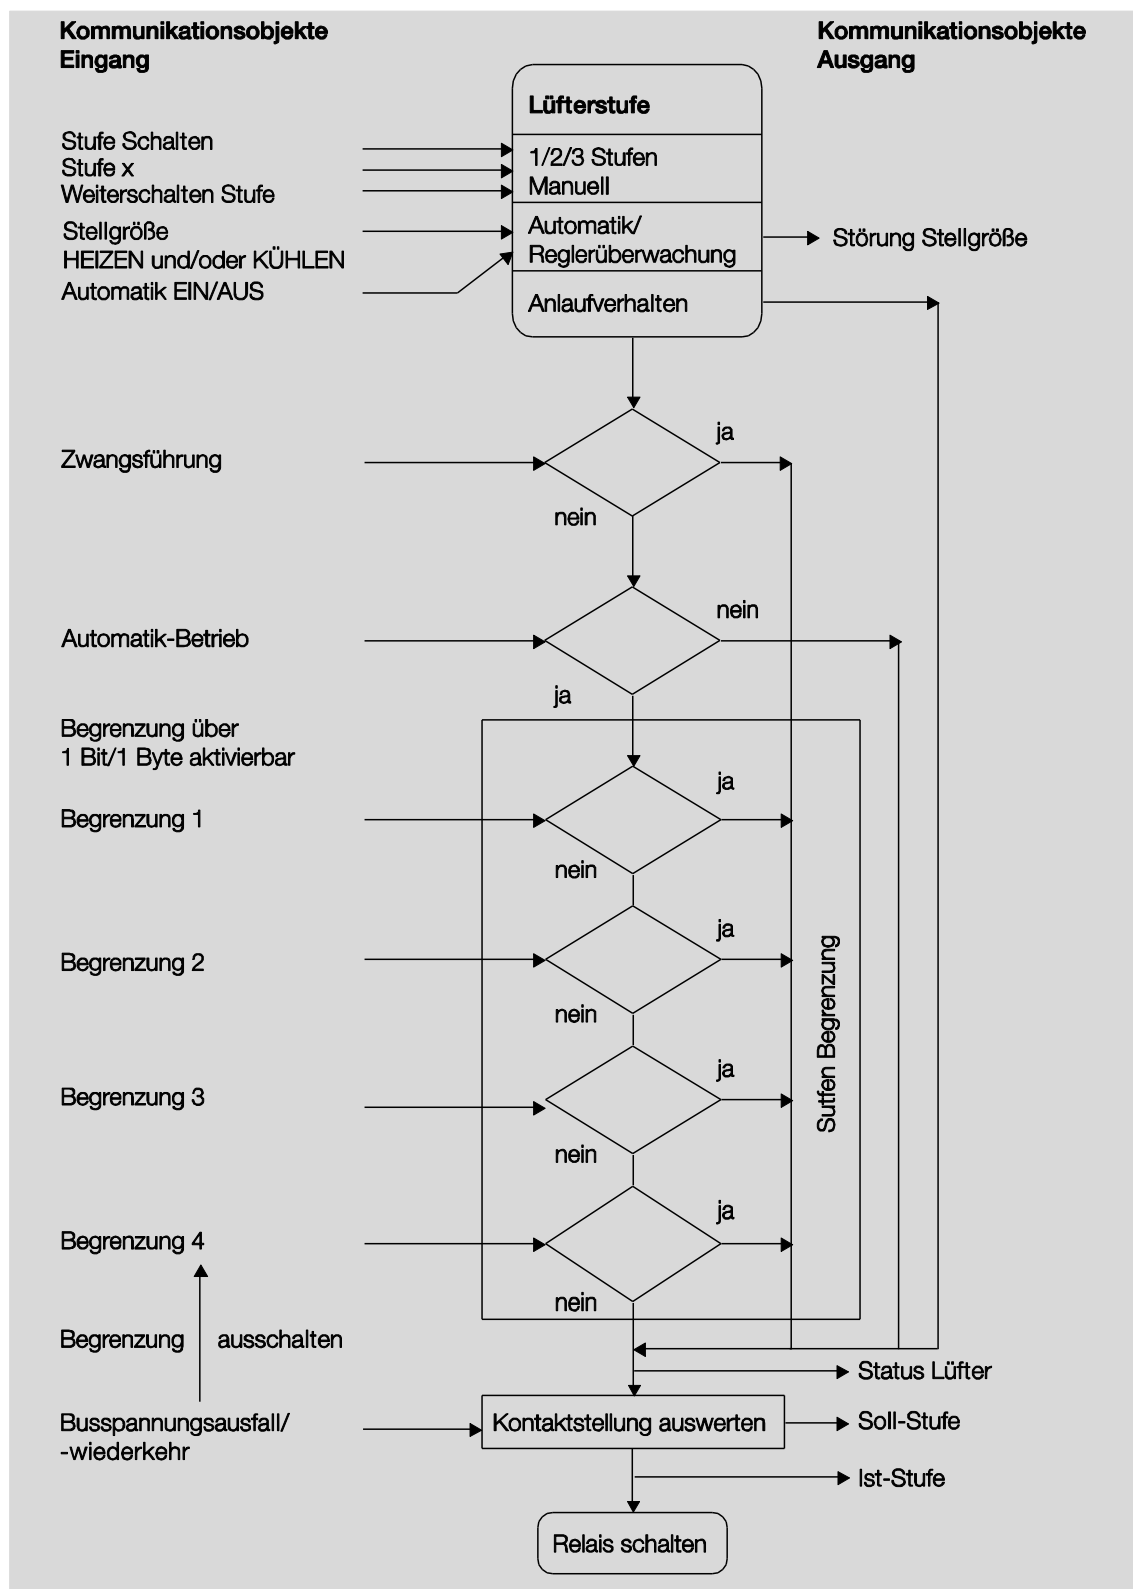 Kommunikationsobjekte
Eingang
Kommunikationsobjekte
Ausgang
Lüfterstufe
Stufe Schalten
Stufe x
Weiterschalten Stufe
1/2/3 Stufen
Manuell
Stellgröße
HEIZEN und/oder KÜHLEN
Automatik EIN/AUS
Automatik/
Reglerüberwachung
Störung Stellgröße
Anlaufverhalten
ja
Zwangsführung
nein
nein
Automatik-Betrieb
ja
Begrenzung über
1 Bit/1 Byte aktivierbar
ja
Begrenzung 1
nein
ja
Begrenzung 2
nein
ja
Begrenzung 3
nein
Sutfen Begrenzung
ja
Begrenzung 4
nein
Begrenzung ausschalten
Status Lüfter
Busspannungsausfall/
-wiederkehr
Kontaktstellung auswerten
Soll-Stufe
Ist-Stufe
Relais schalten